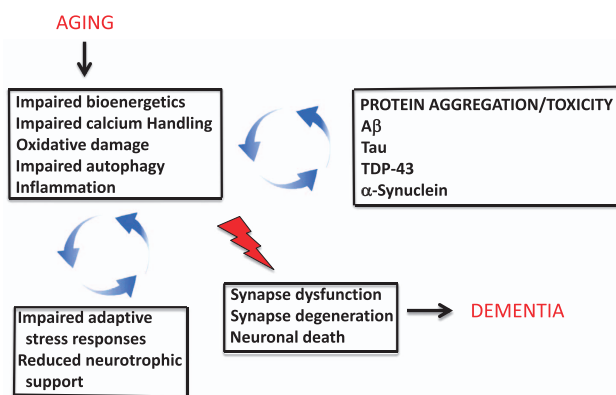 AGING
Impaired bioenergetics
Impaired calcium Handling
Oxidative damage
Impaired autophagy
Inflammation
PROTEIN AGGREGATION/TOXICITY
Aβ
Tau
TDP-43
α-Synuclein
Impaired adaptive
stress responses
Reduced neurotrophic
support
Synapse dysfunction
Synapse degeneration
Neuronal death
DEMENTIA